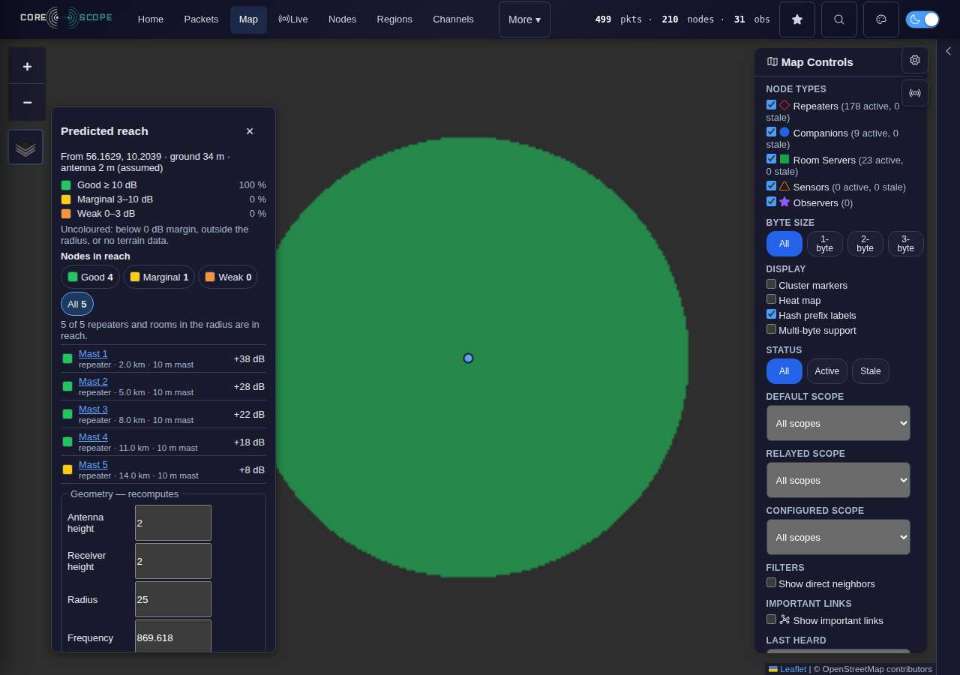 CORE SCOPE Home Packets Map Live Nodes Regions Channels More ▾ 499 pkts · 210 nodes · 31 obs
+
−
Predicted reach ×
From 56.1629, 10.2039 · ground 34 m ·
antenna 2 m (assumed)
Good ≥ 10 dB 100 %
Marginal 3–10 dB 0 %
Weak 0–3 dB 0 %
Uncoloured: below 0 dB margin, outside the
radius, or no terrain data.
Nodes in reach
Good 4 Marginal 1 Weak 0
All 5
5 of 5 repeaters and rooms in the radius are in
reach.
Mast 1
repeater · 2.0 km · 10 m mast +38 dB
Mast 2
repeater · 5.0 km · 10 m mast +28 dB
Mast 3
repeater · 8.0 km · 10 m mast +22 dB
Mast 4
repeater · 11.0 km · 10 m mast +18 dB
Mast 5
repeater · 14.0 km · 10 m mast +8 dB
Geometry — recomputes
Antenna
height 2
Receiver
height 2
Radius 25
Frequency 869.618
Map Controls
NODE TYPES
Repeaters (178 active, 0
stale)
Companions (9 active, 0
stale)
Room Servers (23 active,
0 stale)
Sensors (0 active, 0 stale)
Observers (0)
BYTE SIZE
All 1-byte 2-byte 3-byte
DISPLAY
Cluster markers
Heat map
Hash prefix labels
Multi-byte support
STATUS
All Active Stale
DEFAULT SCOPE
All scopes
RELAYED SCOPE
All scopes
CONFIGURED SCOPE
All scopes
FILTERS
Show direct neighbors
IMPORTANT LINKS
Show important links
LAST HEARD
Leaflet | © OpenStreetMap contributors